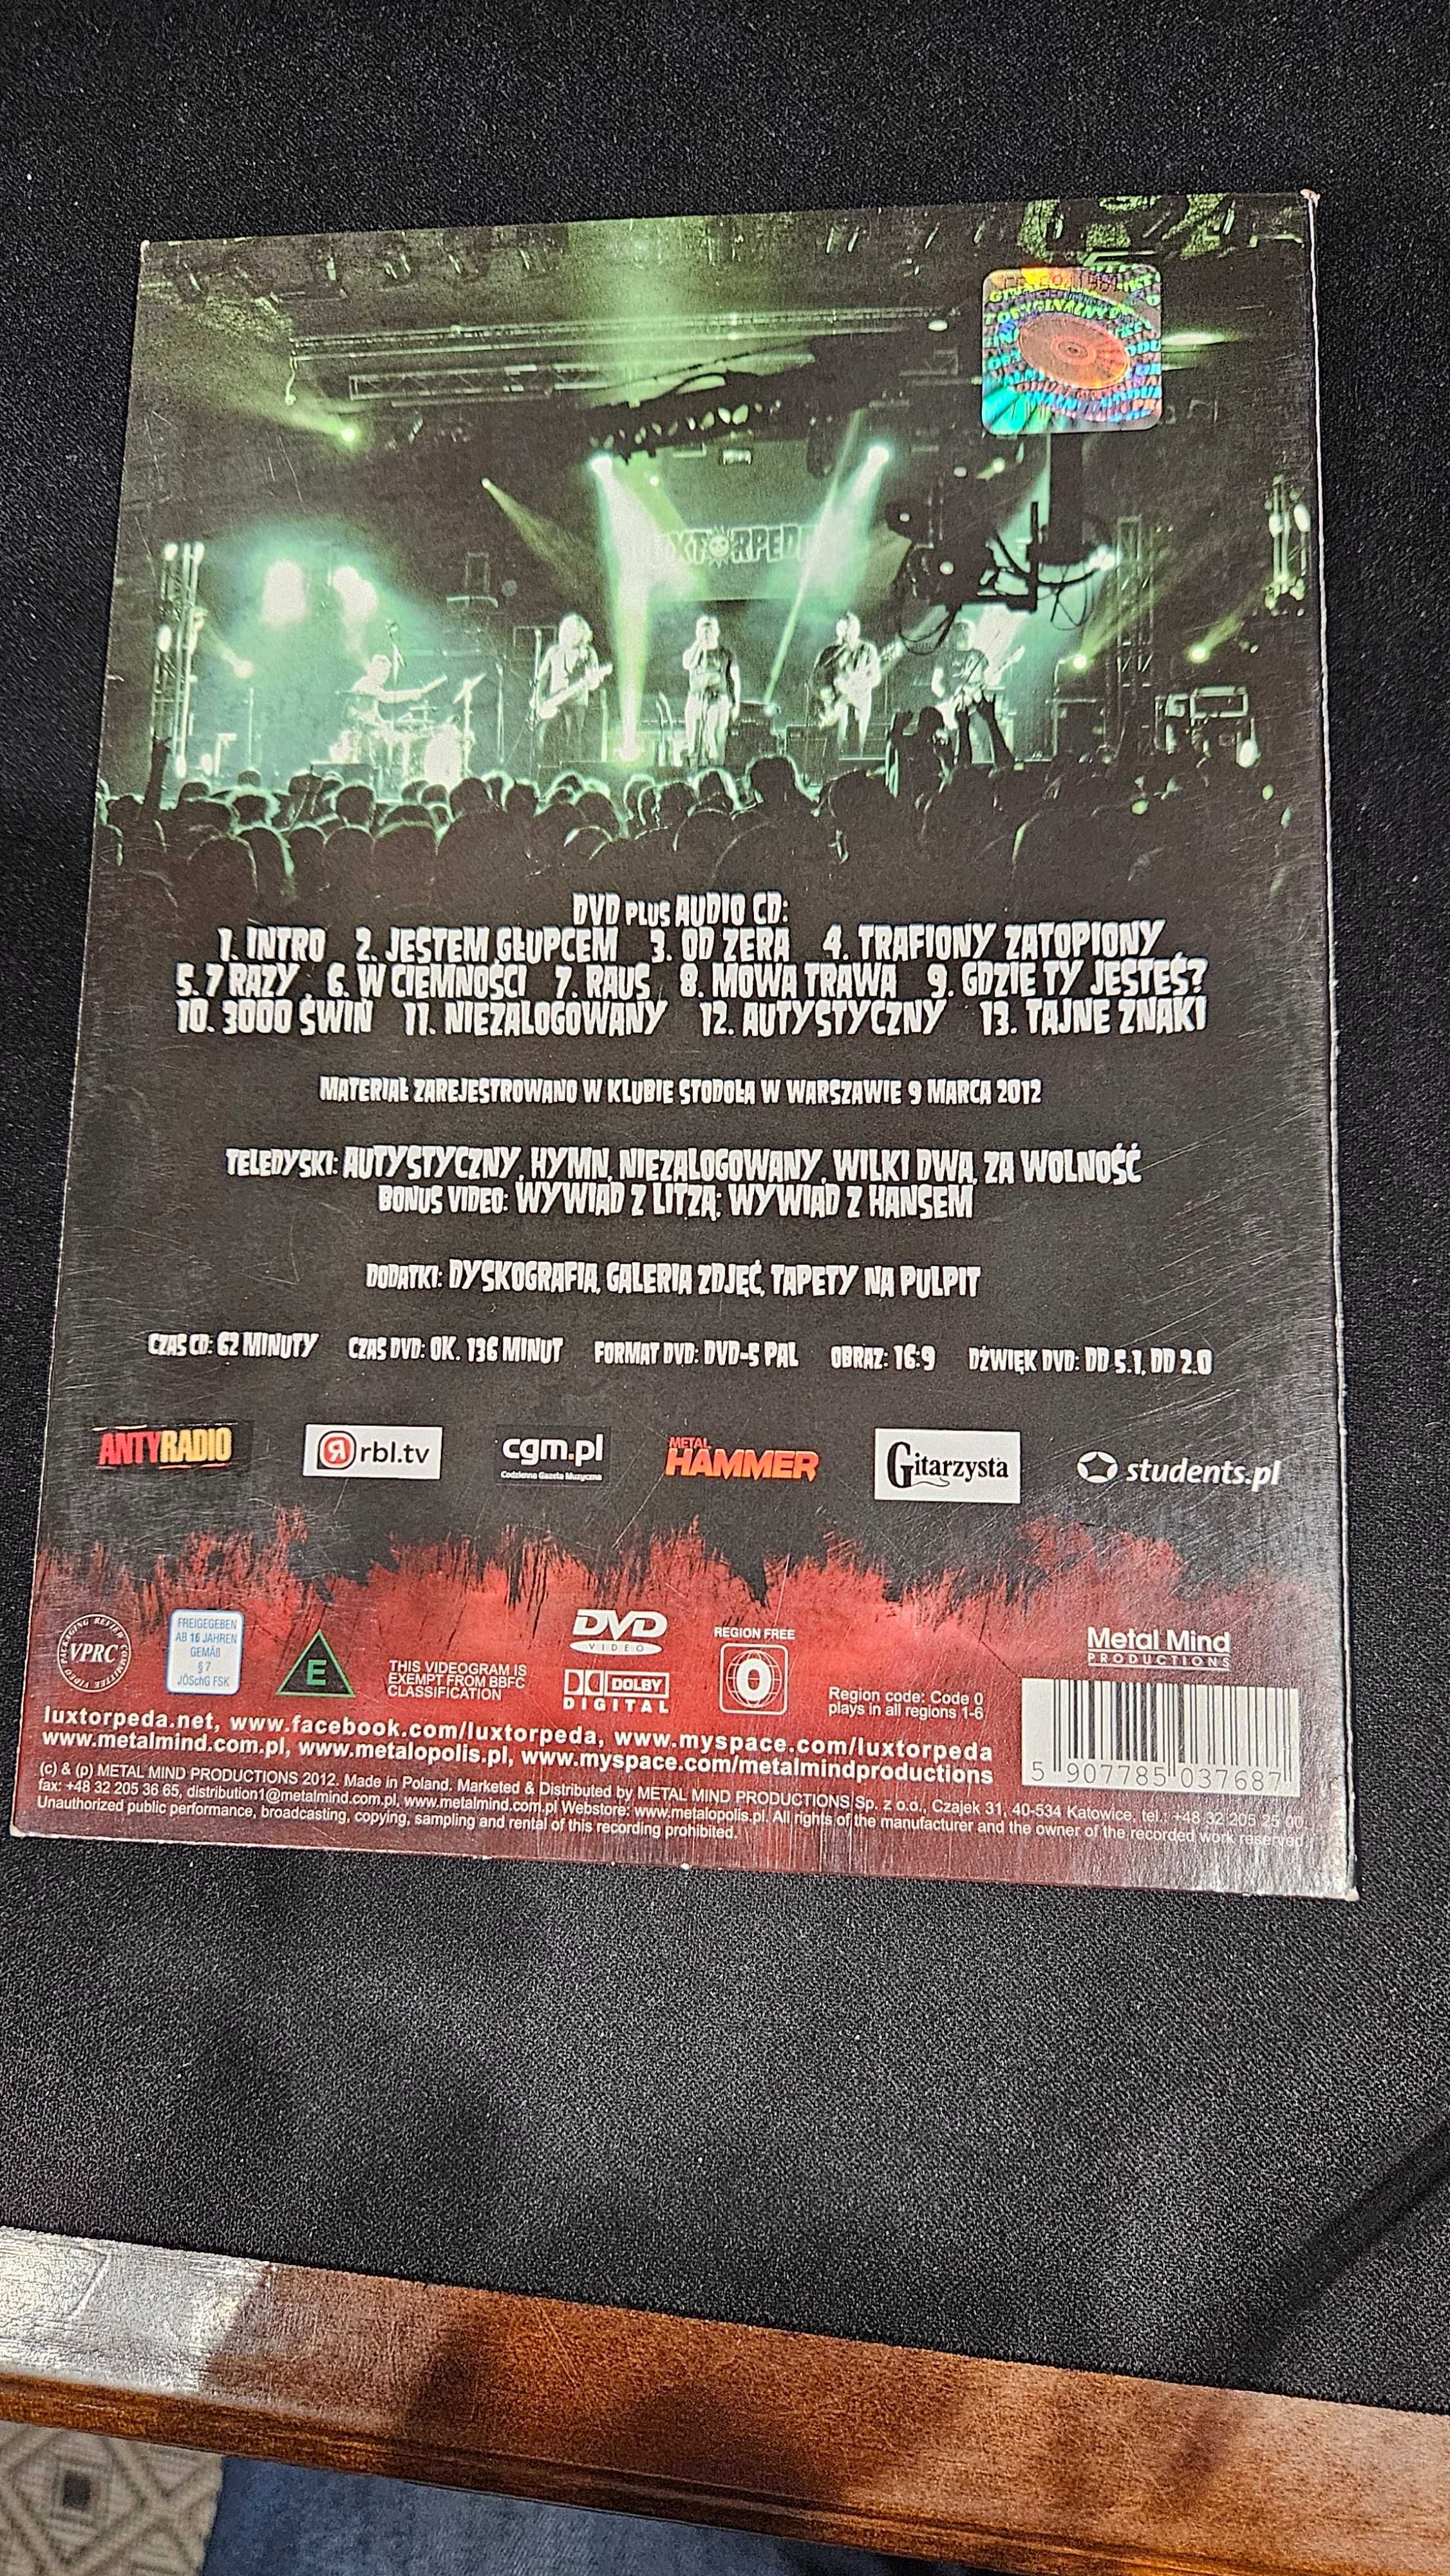 LUXTORPEDA
DVD PLUS AUDIO CD:
1. INTRO 2. JESTEM GŁUPCEM 3. OD ZERA 4. TRAFIONY ZATOPIONY
5. 7 RAZY 6. W CIEMNOŚCI 7. RAUS 8. MOWA TRAWA 9. GDZIE TY JESTEŚ?
10. 3000 ŚWIŃ 11. NIEZALOGOWANY 12. AUTYSTYCZNY 13. TAJNE ZNAKI
MATERIAŁ ZAREJESTROWANO W KLUBIE STODOŁA W WARSZAWIE 9 MARCA 2012
TELEDYSKI: AUTYSTYCZNY, HYMN, NIEZALOGOWANY, WILKI DWA, ZA WOLNOŚĆ
BONUS VIDEO: WYWIAD Z LITZĄ; WYWIAD Z HANSEM
DODATKI: DYSKOGRAFIA, GALERIA ZDJĘĆ, TAPETY NA PULPIT
CZAS CD: 62 MINUTY CZAS DVD: OK. 136 MINUT FORMAT DVD: DVD-5 PAL OBRAZ: 16:9 DŹWIĘK DVD: DD 5.1, DD 2.0
ANTYRADIO
rbl.tv
cgm.pl
Codzienna Gazeta Muzyczna
METAL
HAMMER
Gitarzysta
students.pl
VPRC
PACKAGING REVIEW COMMITTEE VIDEO
FREIGEGEBEN
AB 16 JAHREN
GEMÄß
§ 7
JÖSchG FSK
E
THIS VIDEOGRAM IS
EXEMPT FROM BBFC
CLASSIFICATION
DVD
VIDEO
DOLBY
DIGITAL
REGION FREE
0
Region code: Code 0
plays in all regions 1-6
Metal Mind
PRODUCTIONS
5 907785 037687
luxtorpeda.net, www.facebook.com/luxtorpeda, www.myspace.com/luxtorpeda
www.metalmind.com.pl, www.metalopolis.pl, www.myspace.com/metalmindproductions
(c) & (p) METAL MIND PRODUCTIONS 2012. Made in Poland. Marketed & Distributed by METAL MIND PRODUCTIONS Sp. z o.o., Czajek 31, 40-534 Katowice, tel.: +48 32 205 25 00,
fax: +48 32 205 36 65, distribution1@metalmind.com.pl, www.metalmind.com.pl Webstore: www.metalopolis.pl. All rights of the manufacturer and the owner of the recorded work reserved.
Unauthorized public performance, broadcasting, copying, sampling and rental of this recording prohibited.